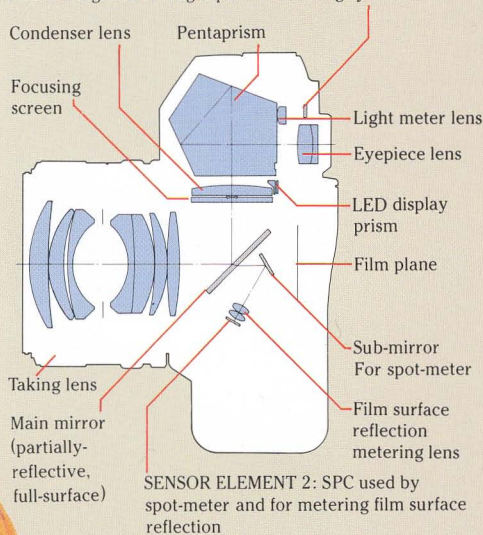 Condenser lens
Pentaprism
Focusing
screen
Light meter lens
Eyepiece lens
LED display
prism
Film plane
Sub-mirror
For spot-meter
Film surface
reflection
metering lens
Taking lens
Main mirror
(partially-
reflective,
full-surface)
SENSOR ELEMENT 2: SPC used by
spot-meter and for metering film surface
reflection